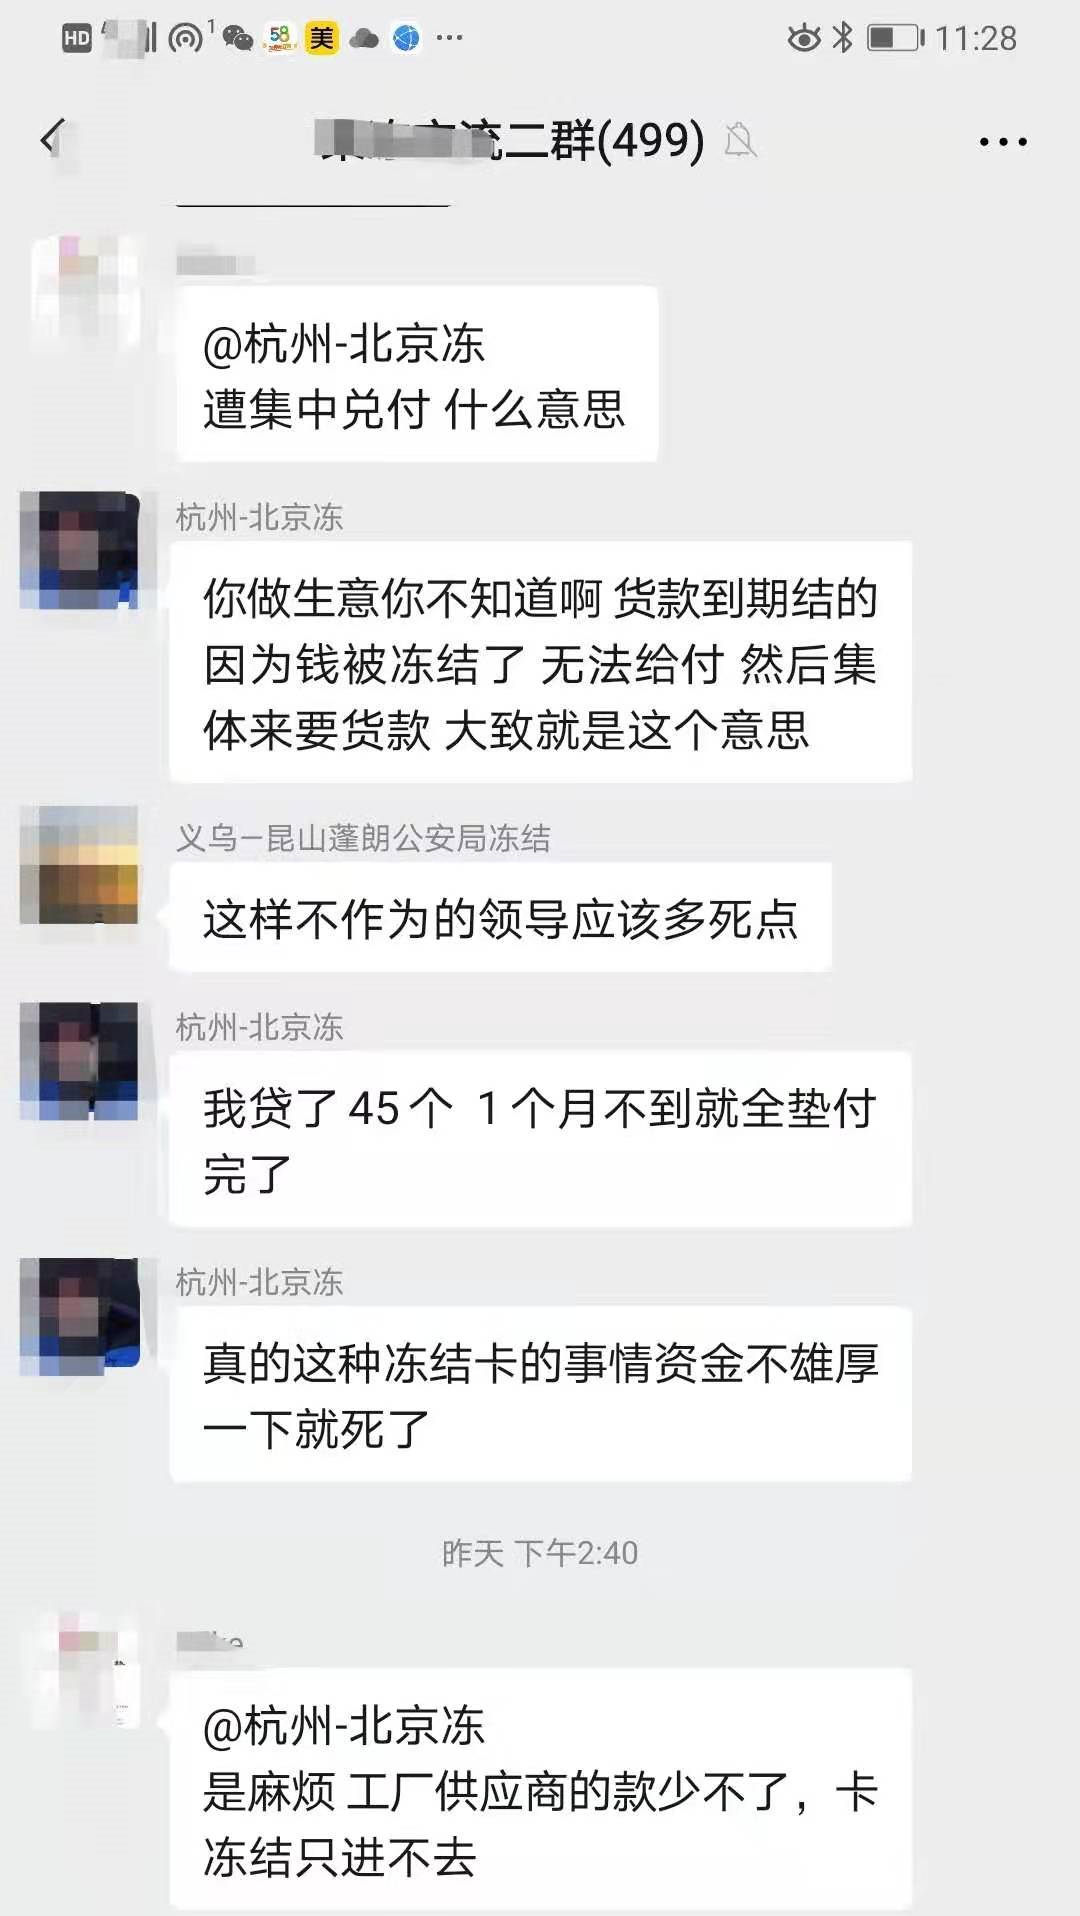 HD
1
58
美
11:28
流二群(499)
@杭州-北京冻
遭集中兑付 什么意思
杭州-北京冻
你做生意你不知道啊 货款到期结的
因为钱被冻结了 无法给付 然后集
体来要货款 大致就是这个意思
义乌—昆山蓬朗公安局冻结
这样不作为的领导应该多死点
杭州-北京冻
我贷了45个 1个月不到就全垫付
完了
杭州-北京冻
真的这种冻结卡的事情资金不雄厚
一下就死了
昨天 下午2:40
@杭州-北京冻
是麻烦 工厂供应商的款少不了，卡
冻结只进不去